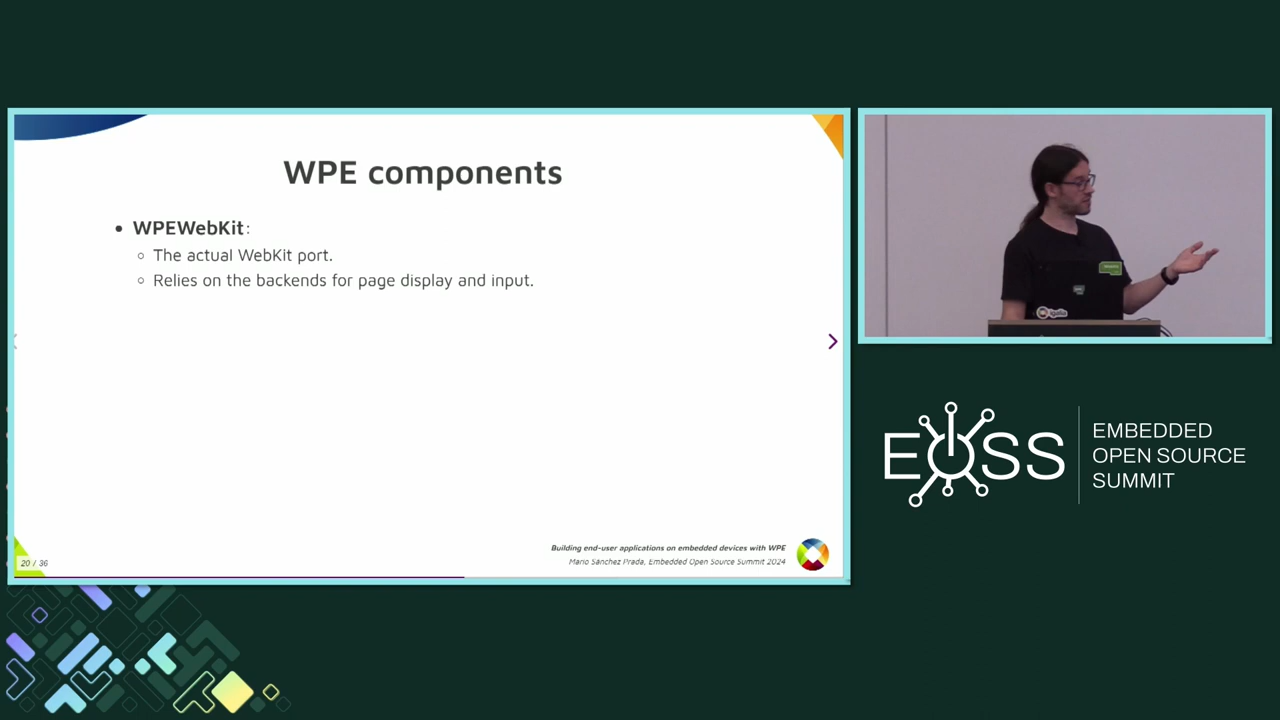 WPE components
WPEWebKit:
The actual WebKit port.
Relies on the backends for page display and input.
20 / 36
Building end-user applications on embedded devices with WPE
Mario Sánchez Prada, Embedded Open Source Summit 2024
EOSS
EMBEDDED
OPEN SOURCE
SUMMIT